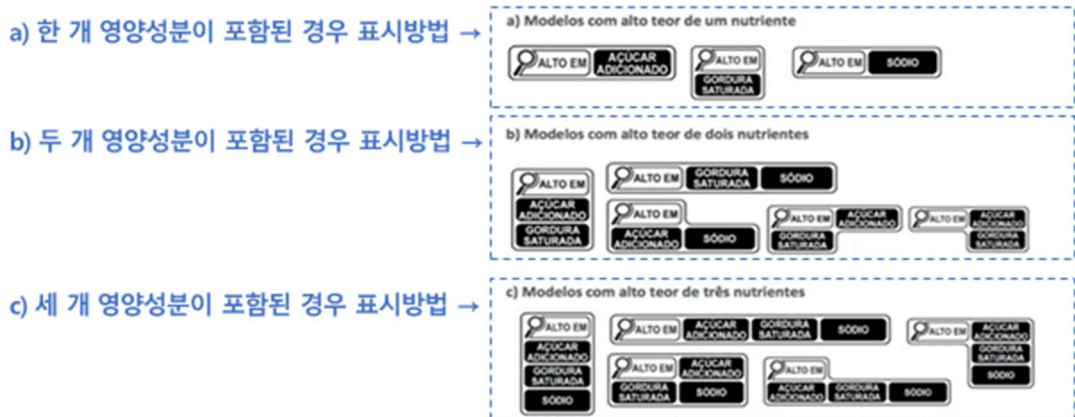 a) 한 개 영양성분이 포함된 경우 표시방법 →
a) Modelos com alto teor de um nutriente
ALTO EM AÇÚCAR ADICIONADO
ALTO EM GORDURA SATURADA
ALTO EM SÓDIO
b) 두 개 영양성분이 포함된 경우 표시방법 →
b) Modelos com alto teor de dois nutrientes
ALTO EM
AÇÚCAR ADICIONADO
GORDURA SATURADA
ALTO EM GORDURA SATURADA SÓDIO
ALTO EM
AÇÚCAR ADICIONADO SÓDIO
ALTO EM AÇÚCAR ADICIONADO
GORDURA SATURADA
ALTO EM AÇÚCAR ADICIONADO
GORDURA SATURADA
c) 세 개 영양성분이 포함된 경우 표시방법 →
c) Modelos com alto teor de três nutrientes
ALTO EM
AÇÚCAR ADICIONADO
GORDURA SATURADA
SÓDIO
ALTO EM AÇÚCAR ADICIONADO GORDURA SATURADA SÓDIO
ALTO EM AÇÚCAR ADICIONADO
GORDURA SATURADA SÓDIO
ALTO EM
AÇÚCAR ADICIONADO GORDURA SATURADA SÓDIO
ALTO EM AÇÚCAR ADICIONADO
GORDURA SATURADA
SÓDIO